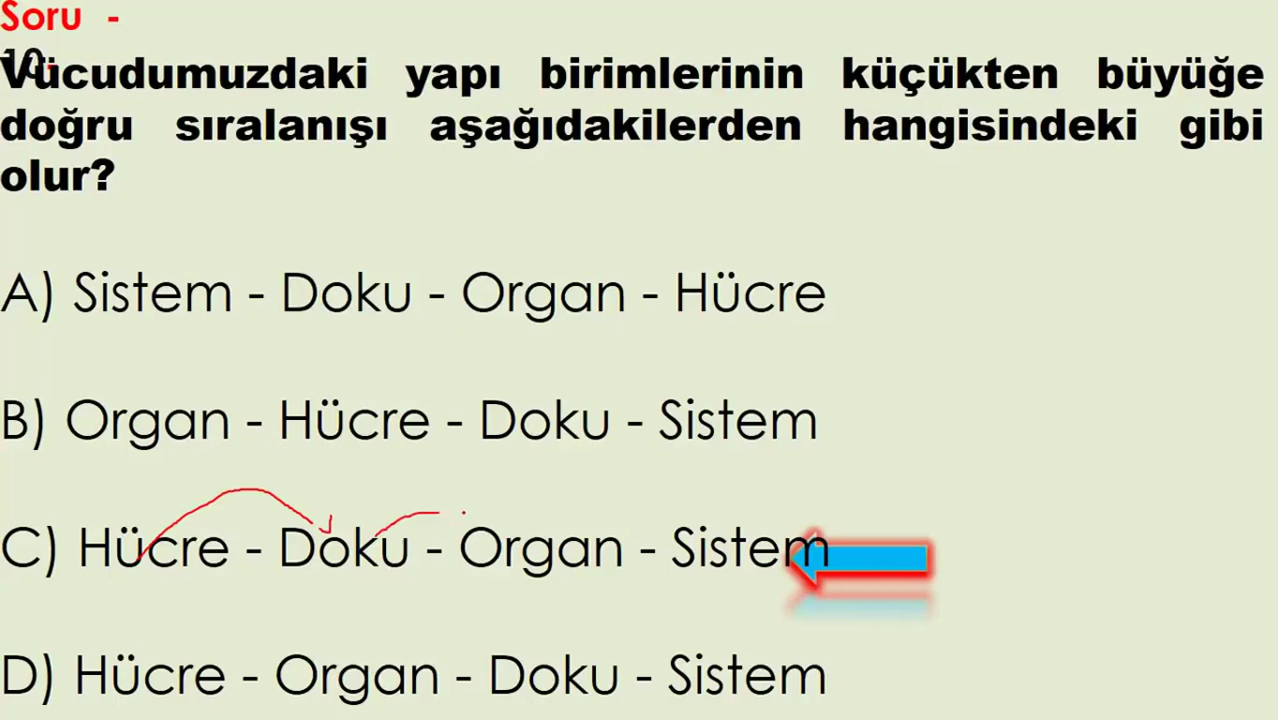 Soru -
10
Vücudumuzdaki yapı birimlerinin küçükten büyüğe
doğru sıralanışı aşağıdakilerden hangisindeki gibi
olur?
A) Sistem - Doku - Organ - Hücre
B) Organ - Hücre - Doku - Sistem
C) Hücre - Doku - Organ - Sistem
D) Hücre - Organ - Doku - Sistem